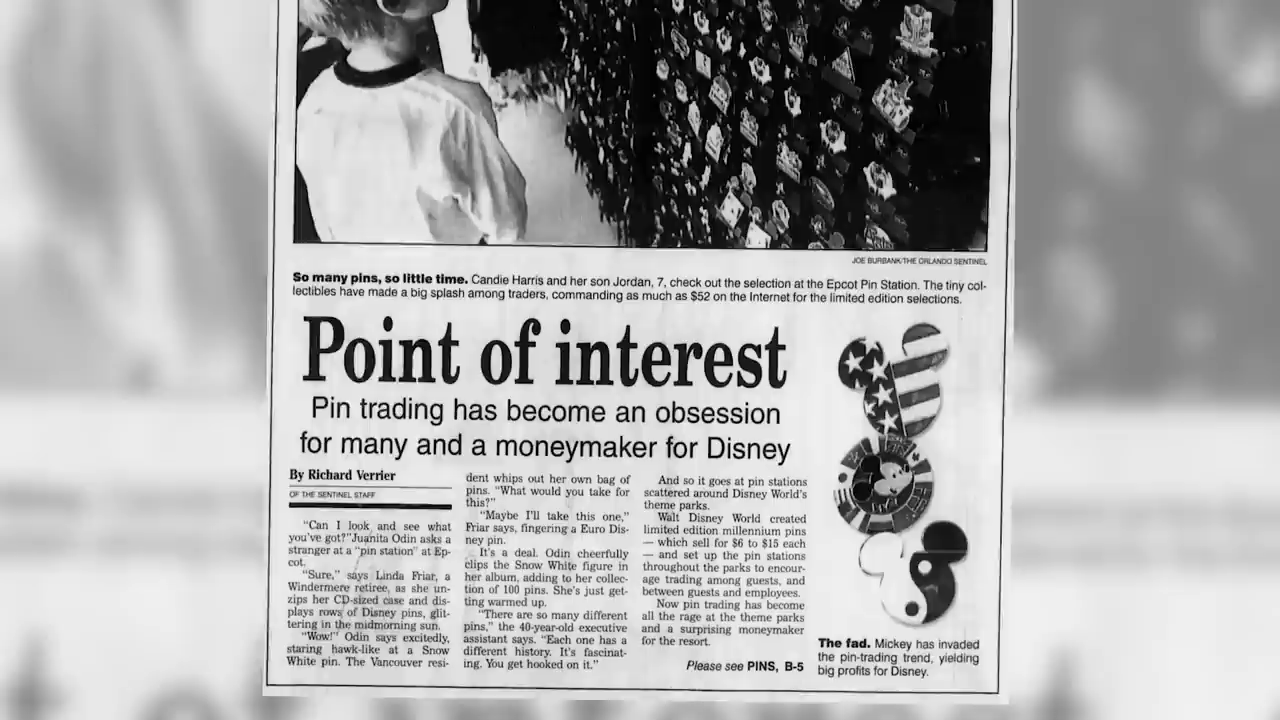 JOE BURBANK/THE ORLANDO SENTINEL
So many pins, so little time. Candie Harris and her son Jordan, 7, check out the selection at the Epcot Pin Station. The tiny col-
lectibles have made a big splash among traders, commanding as much as $52 on the Internet for the limited edition selections.
Point of interest
Pin trading has become an obsession
for many and a moneymaker for Disney
By Richard Verrier
OF THE SENTINEL STAFF
“Can I look and see what
you’ve got?”Juanita Odin asks a
stranger at a “pin station” at Ep-
cot.
“Sure,” says Linda Friar, a
Windermere retiree, as she un-
zips her CD-sized case and dis-
plays rows of Disney pins, glit-
tering in the midmorning sun.
“Wow!” Odin says excitedly,
staring hawk-like at a Snow
White pin. The Vancouver resi-
dent whips out her own bag of
pins. “What would you take for
this?”
“Maybe I’ll take this one,”
Friar says, fingering a Euro Dis-
ney pin.
It’s a deal. Odin cheerfully
clips the Snow White figure in
her album, adding to her collec-
tion of 100 pins. She’s just get-
ting warmed up.
“There are so many different
pins,” the 40-year-old executive
assistant says. “Each one has a
different history. It’s fascinat-
ing. You get hooked on it.”
And so it goes at pin stations
scattered around Disney World’s
theme parks.
Walt Disney World created
limited edition millennium pins
— which sell for $6 to $15 each
— and set up the pin stations
throughout the parks to encour-
age trading among guests, and
between guests and employees.
Now pin trading has become
all the rage at the theme parks
and a surprising moneymaker
for the resort.
Please see PINS, B-5
The fad. Mickey has invaded
the pin-trading trend, yielding
big profits for Disney.